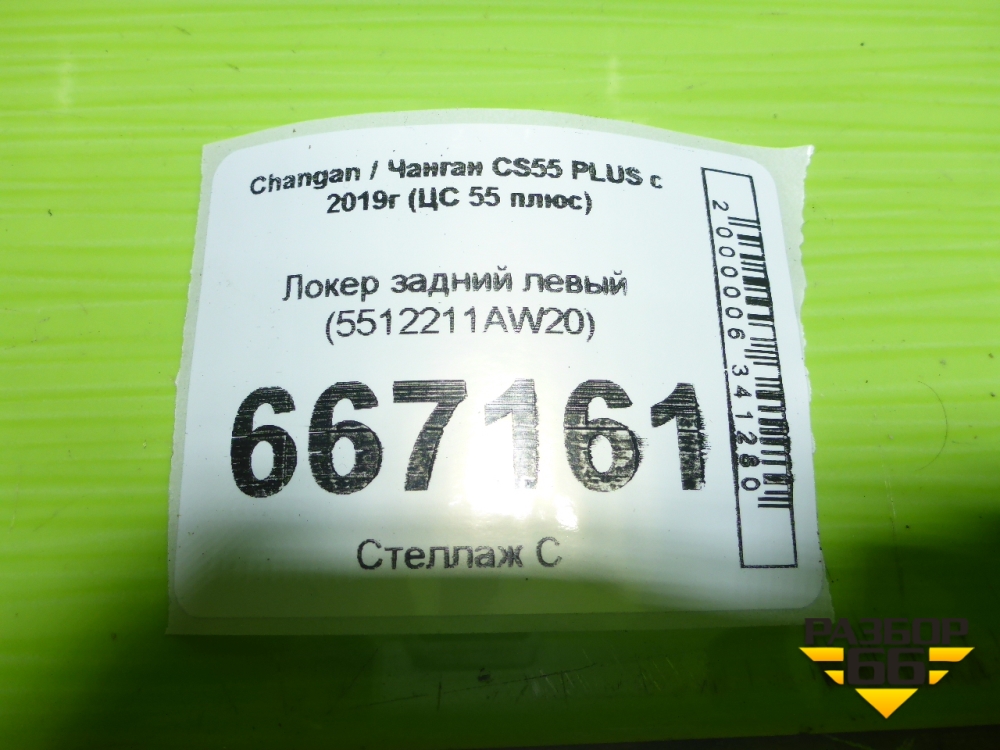 Changan / Чанган CS55 PLUS с
2019г (ЦС 55 плюс)
Локер задний левый
(5512211AW20)
667161
Стеллаж С
2000006341280
РАЗБОР
66